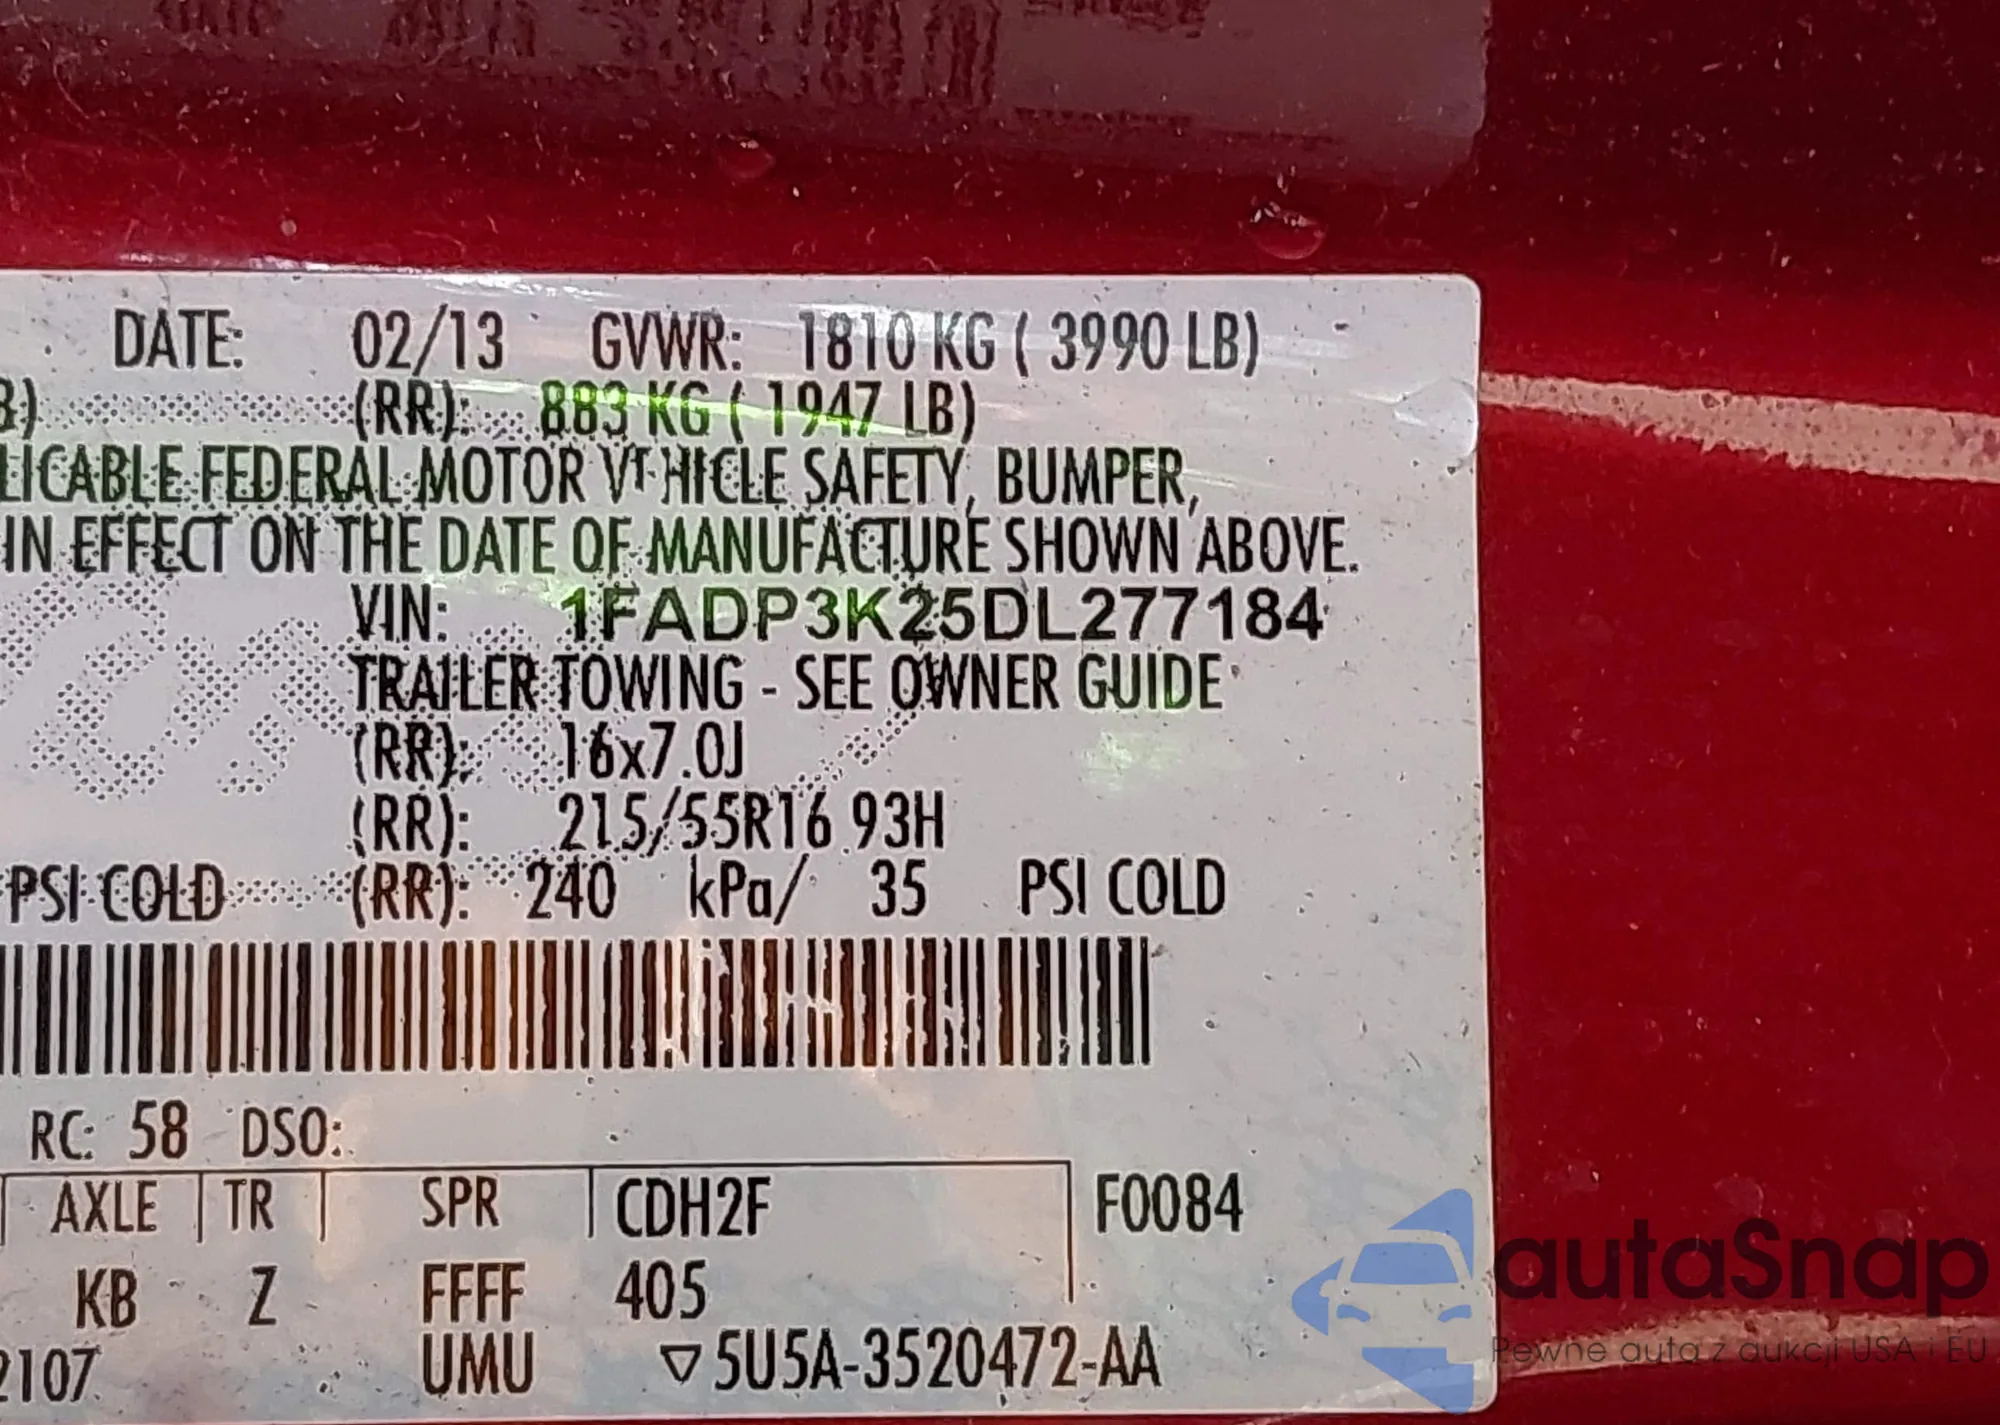 DATE: 02/13 GVWR: 1810 KG ( 3990 LB)
B) (RR): 883 KG ( 1947 LB)
LICABLE FEDERAL MOTOR VEHICLE SAFETY, BUMPER,
IN EFFECT ON THE DATE OF MANUFACTURE SHOWN ABOVE.
VIN: 1FADP3K25DL277184
TRAILER TOWING - SEE OWNER GUIDE
(RR): 16x7.0J
(RR): 215/55R16 93H
PSI COLD (RR): 240 kPa/ 35 PSI COLD
RC: 58 DSO:
AXLE TR SPR CDH2F F0084
KB Z FFFF 405
2107 UMU ▽5U5A-3520472-AA
autaSnap
Pewne auta z aukcji USA i EU